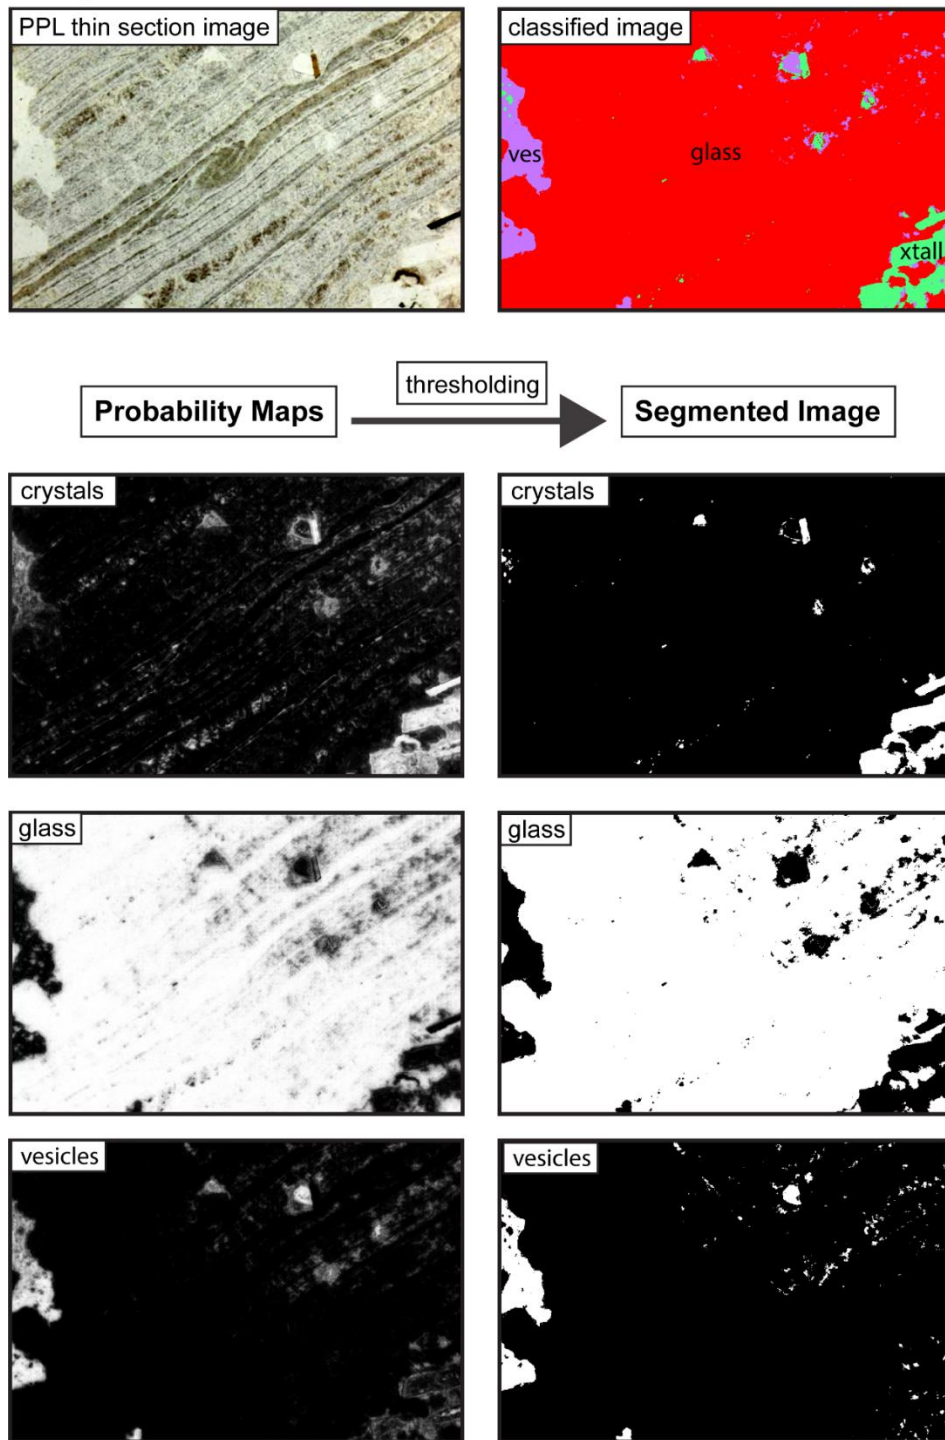 PPL thin section image
classified image
ves
glass
xtall
thresholding
Probability Maps
Segmented Image
crystals
crystals
glass
glass
vesicles
vesicles